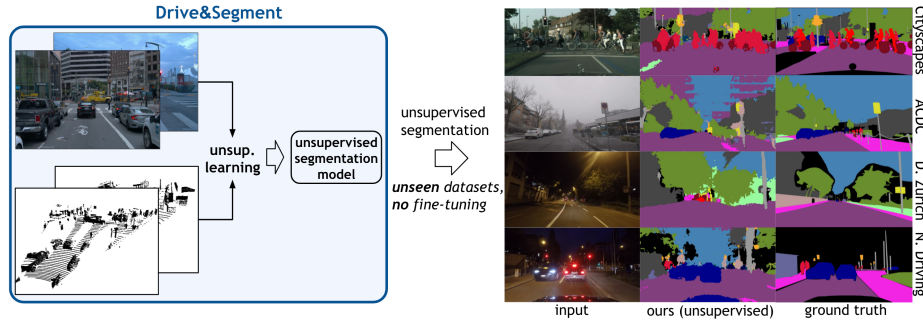 Drive&Segment
unsup.
learning
unsupervised
segmentation
model
unsupervised
segmentation
unseen datasets,
no fine-tuning
Cityscapes
ACDC
D. Zurich
N. Driving
input
ours (unsupervised)
ground truth